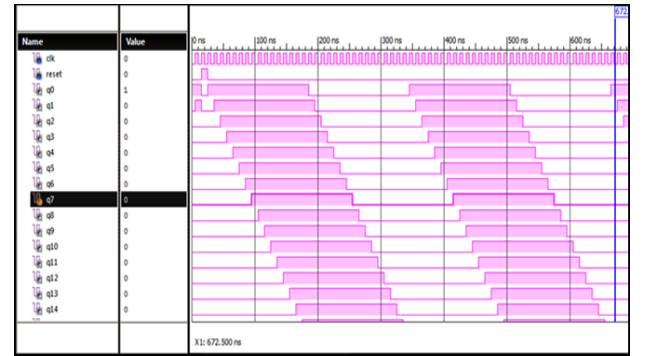 672.
Name Value
0 ns 100 ns 200 ns 300 ns 400 ns 500 ns 600 ns
clk 0
reset 0
q0 1
q1 0
q2 0
q3 0
q4 0
q5 0
q6 0
q7 0
q8 0
q9 0
q10 0
q11 0
q12 0
q13 0
q14 0
X1: 672.500 ns